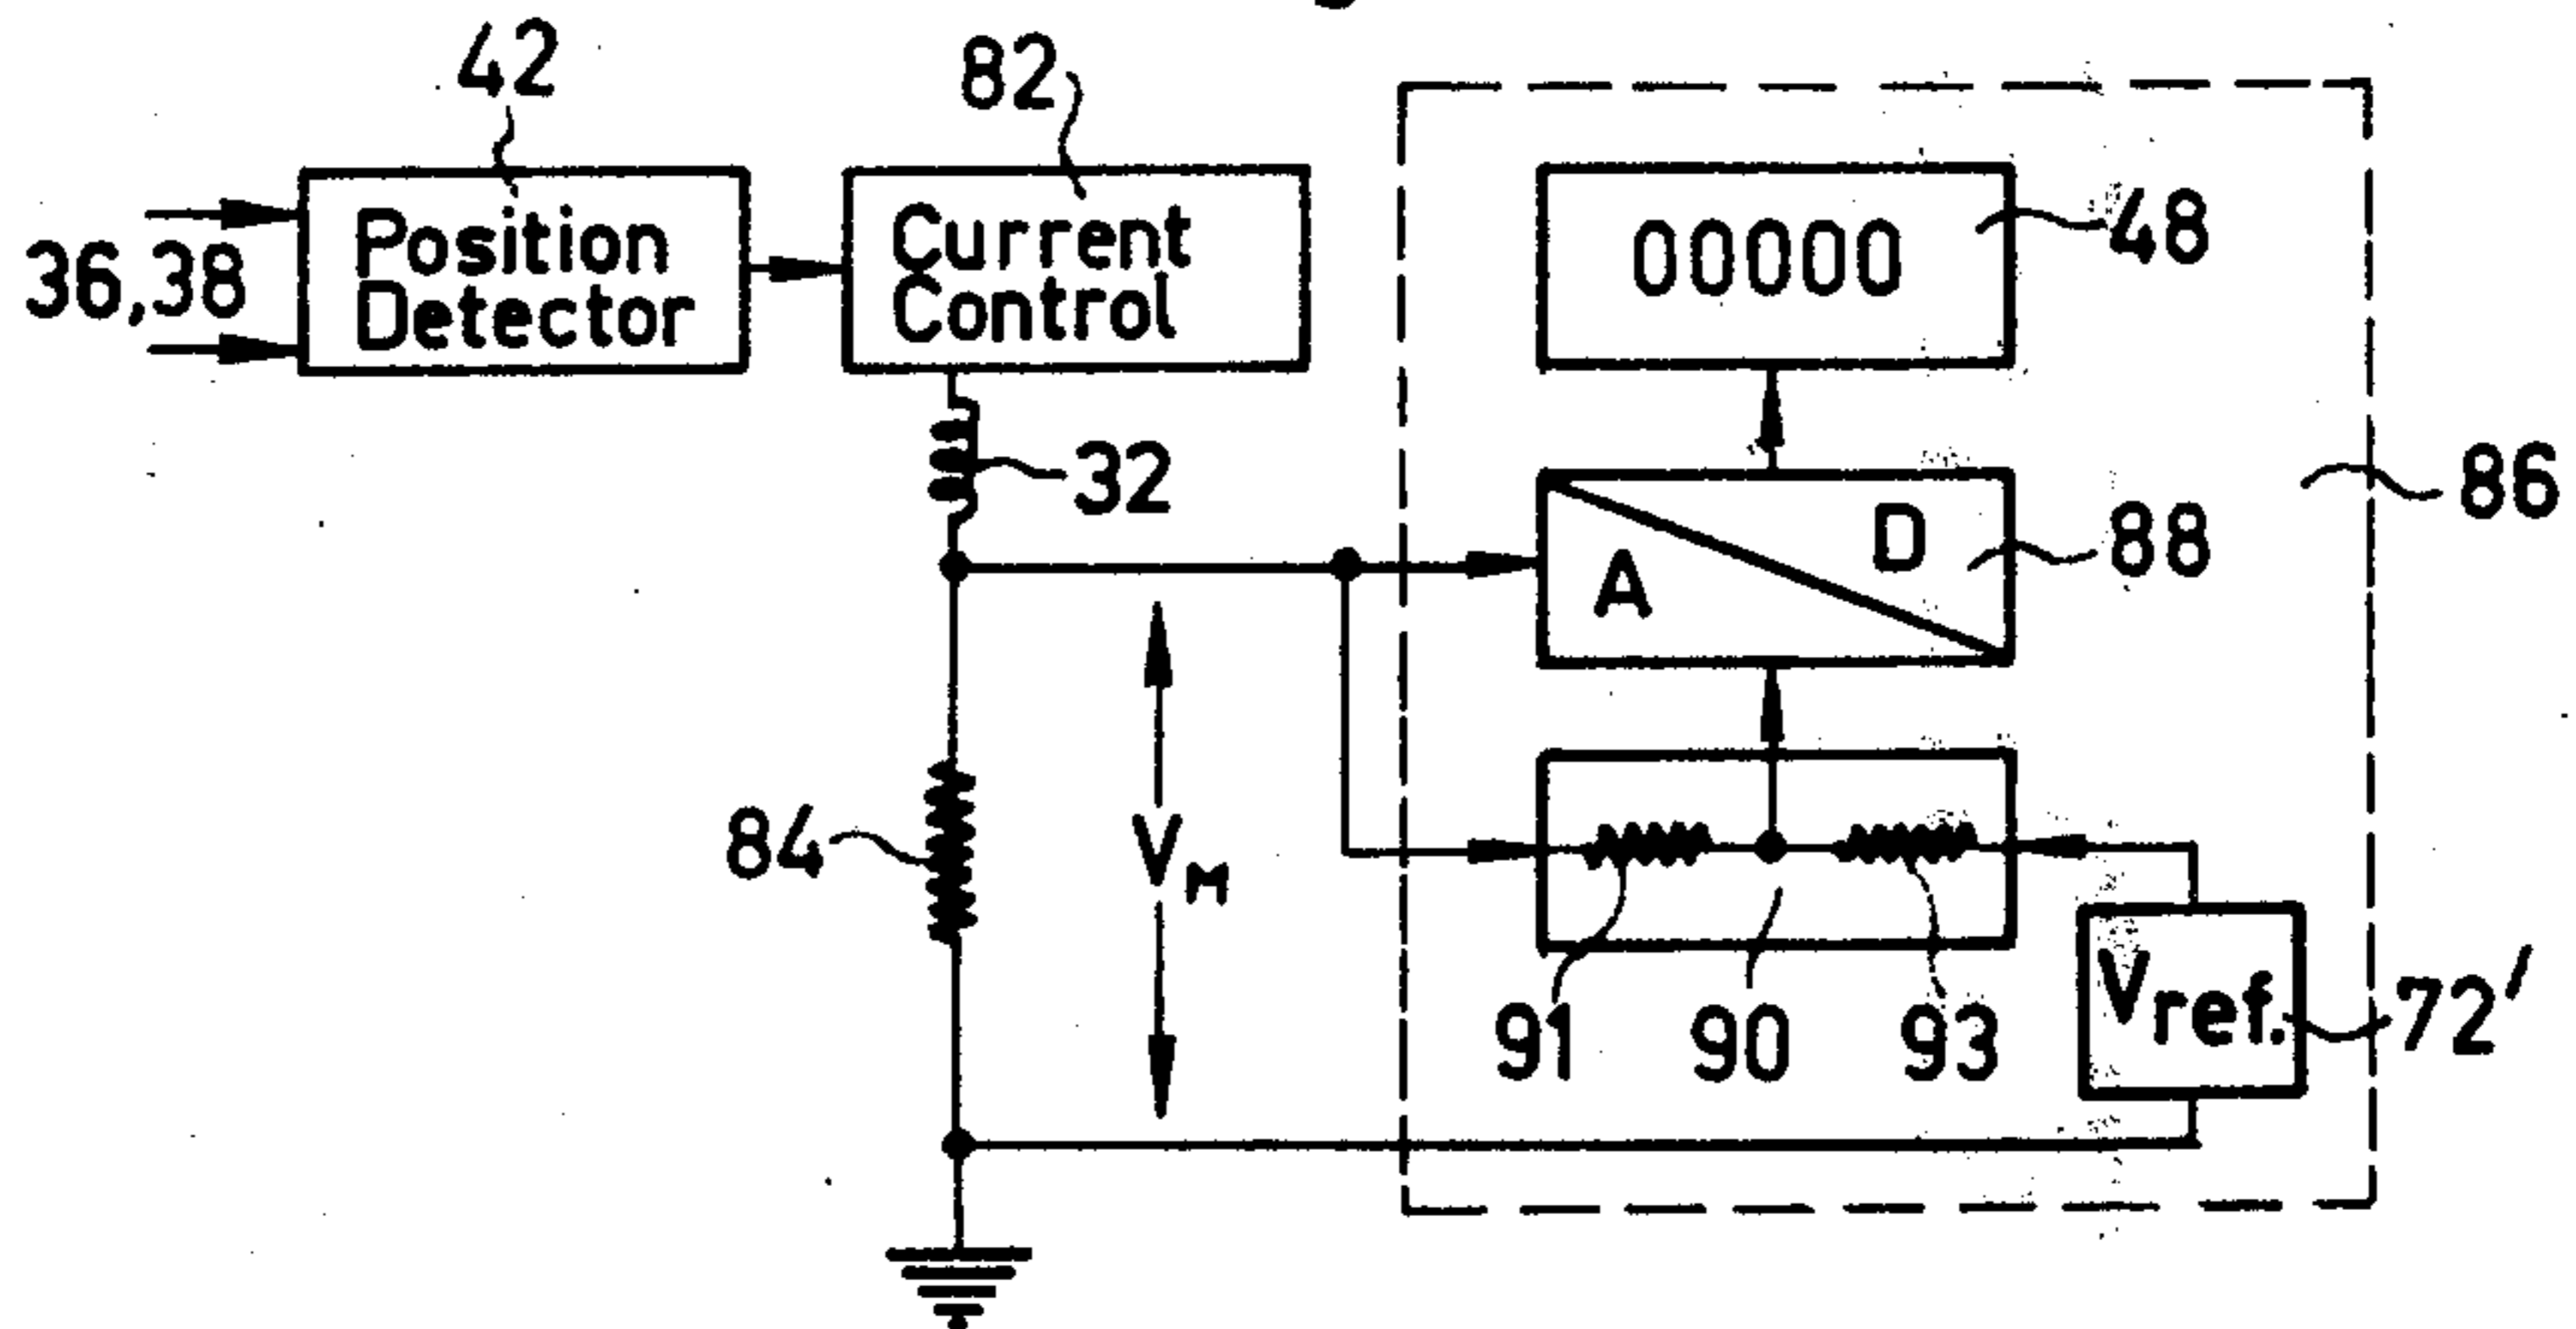 42
82
36,38
Position
Detector
Current
Control
00000
48
32
A
D
88
86
84
VM
91
90
93
Vref.
72'